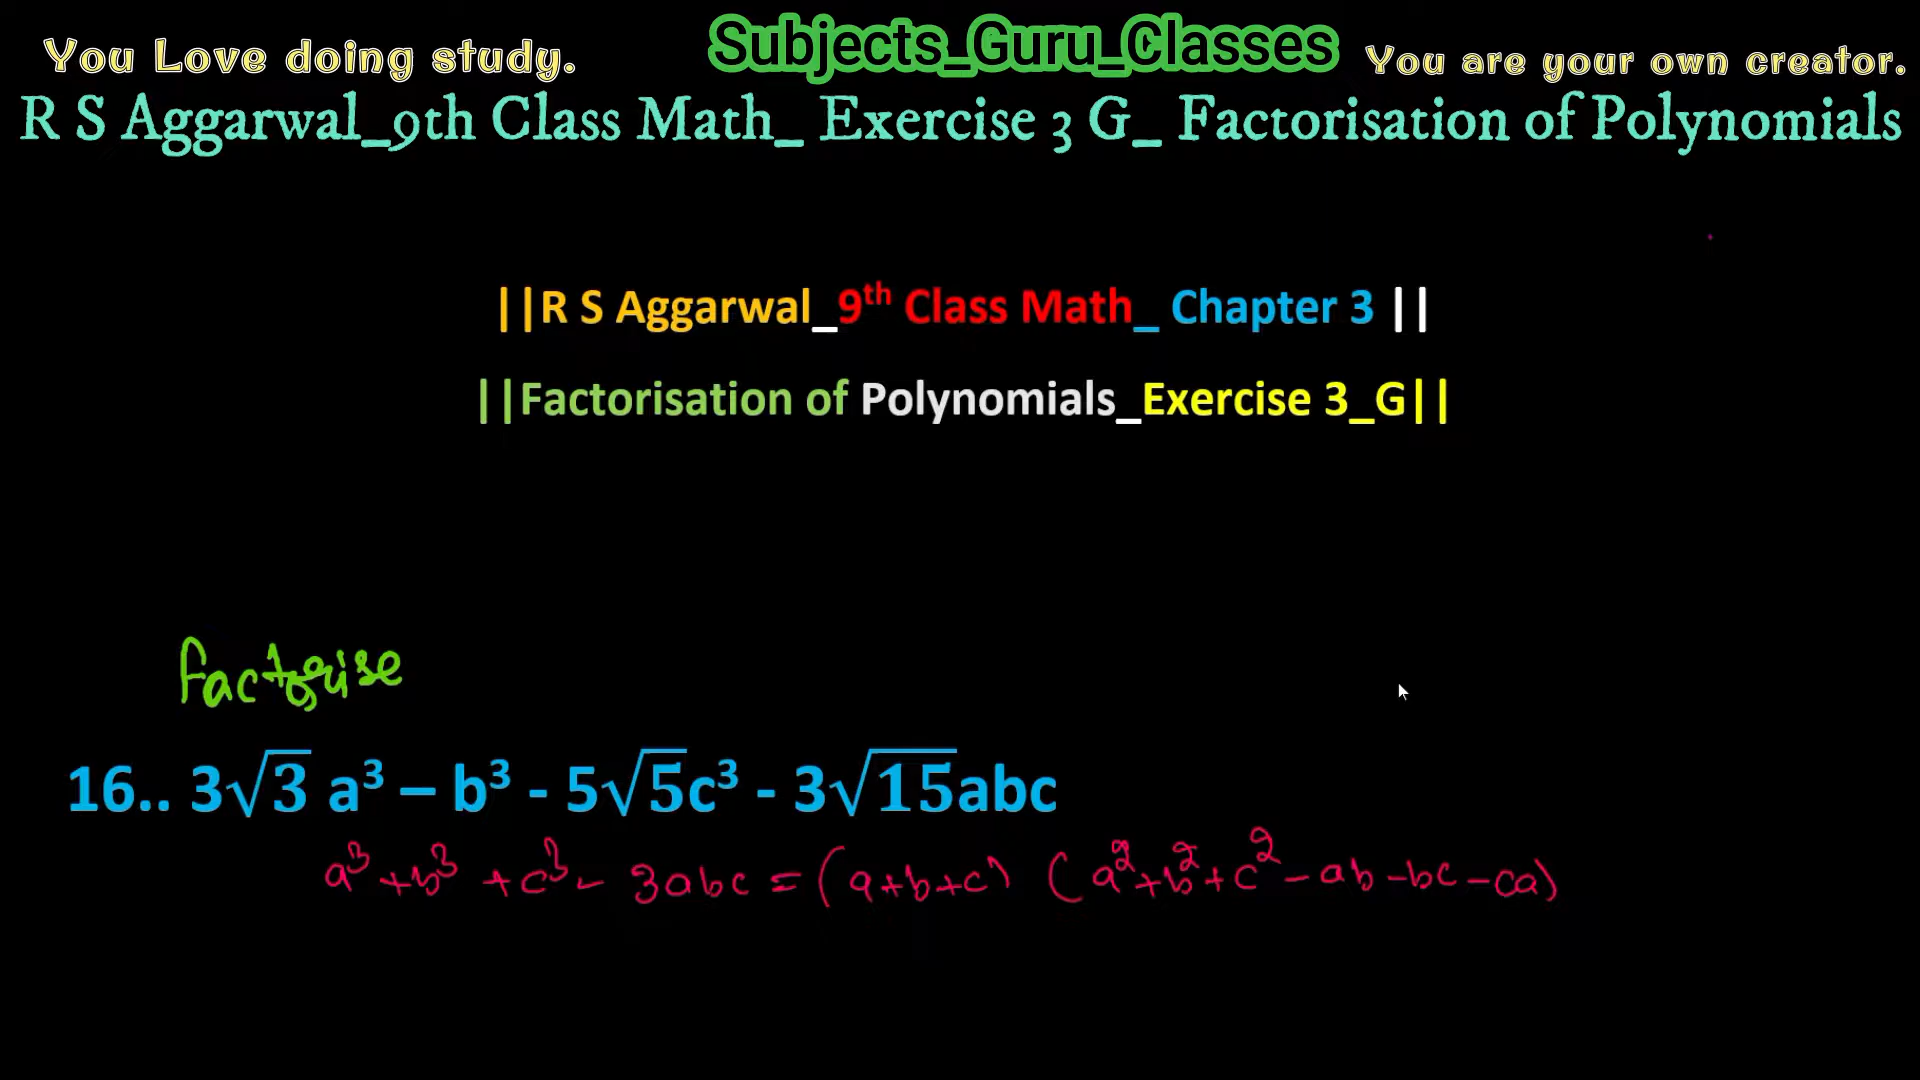 You Love doing study. Subjects_Guru_Classes You are your own creator.
R S Aggarwal_9th Class Math_ Exercise 3 G_ Factorisation of Polynomials
||R S Aggarwal_9th Class Math_ Chapter 3 ||
||Factorisation of Polynomials_Exercise 3_G||
Factorise
16.. 3√3 a³ – b³ - 5√5c³ - 3√15abc
a³ + b³ + c³ - 3abc = (a+b+c) (a²+b²+c²-ab-bc-ca)